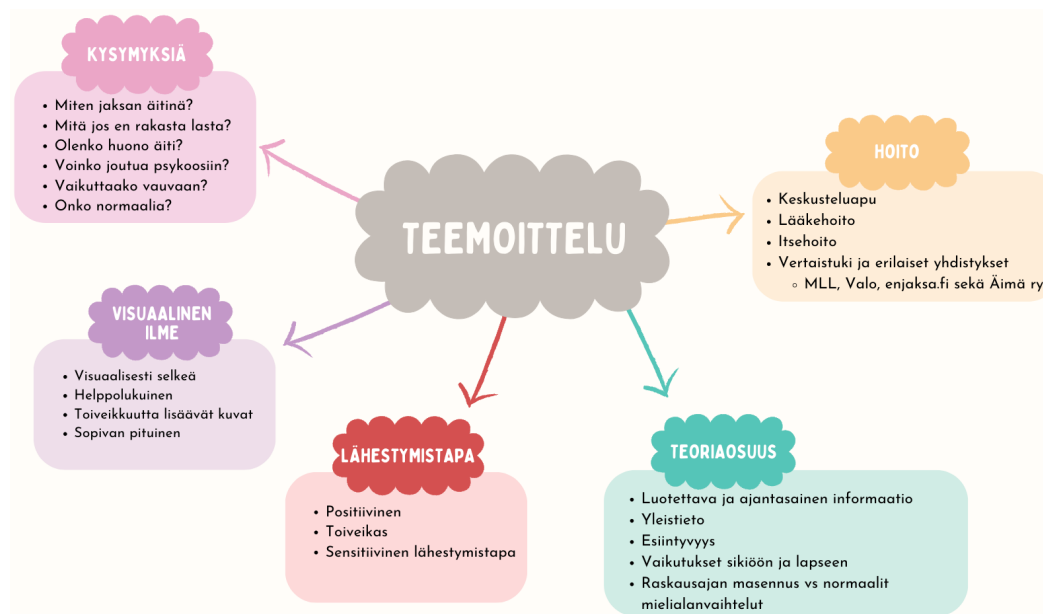 TEEMOITTELU
KYSYMYKSIÄ
• Miten jaksan äitinä?
• Mitä jos en rakasta lasta?
• Olenko huono äiti?
• Voinko joutua psykoosiin?
• Vaikuttaako vauvaan?
• Onko normaalia?
HOITO
• Keskusteluapu
• Lääkehoito
• Itsehoito
• Vertaistuki ja erilaiset yhdistykset
◦ MLL, Valo, enjaksa.fi sekä Äimä ry
VISUAALINEN
ILME
• Visuaalisesti selkeä
• Helppolukuinen
• Toiveikkuutta lisäävät kuvat
• Sopivan pituinen
LÄHESTYMISTAPA
• Positiivinen
• Toiveikas
• Sensitiivinen lähestymistapa
TEORIAOSUUS
• Luotettava ja ajantasainen informaatio
• Yleistieto
• Esiintyvyys
• Vaikutukset sikiöön ja lapseen
• Raskausajan masennus vs normaalit
mielialanvaihtelut